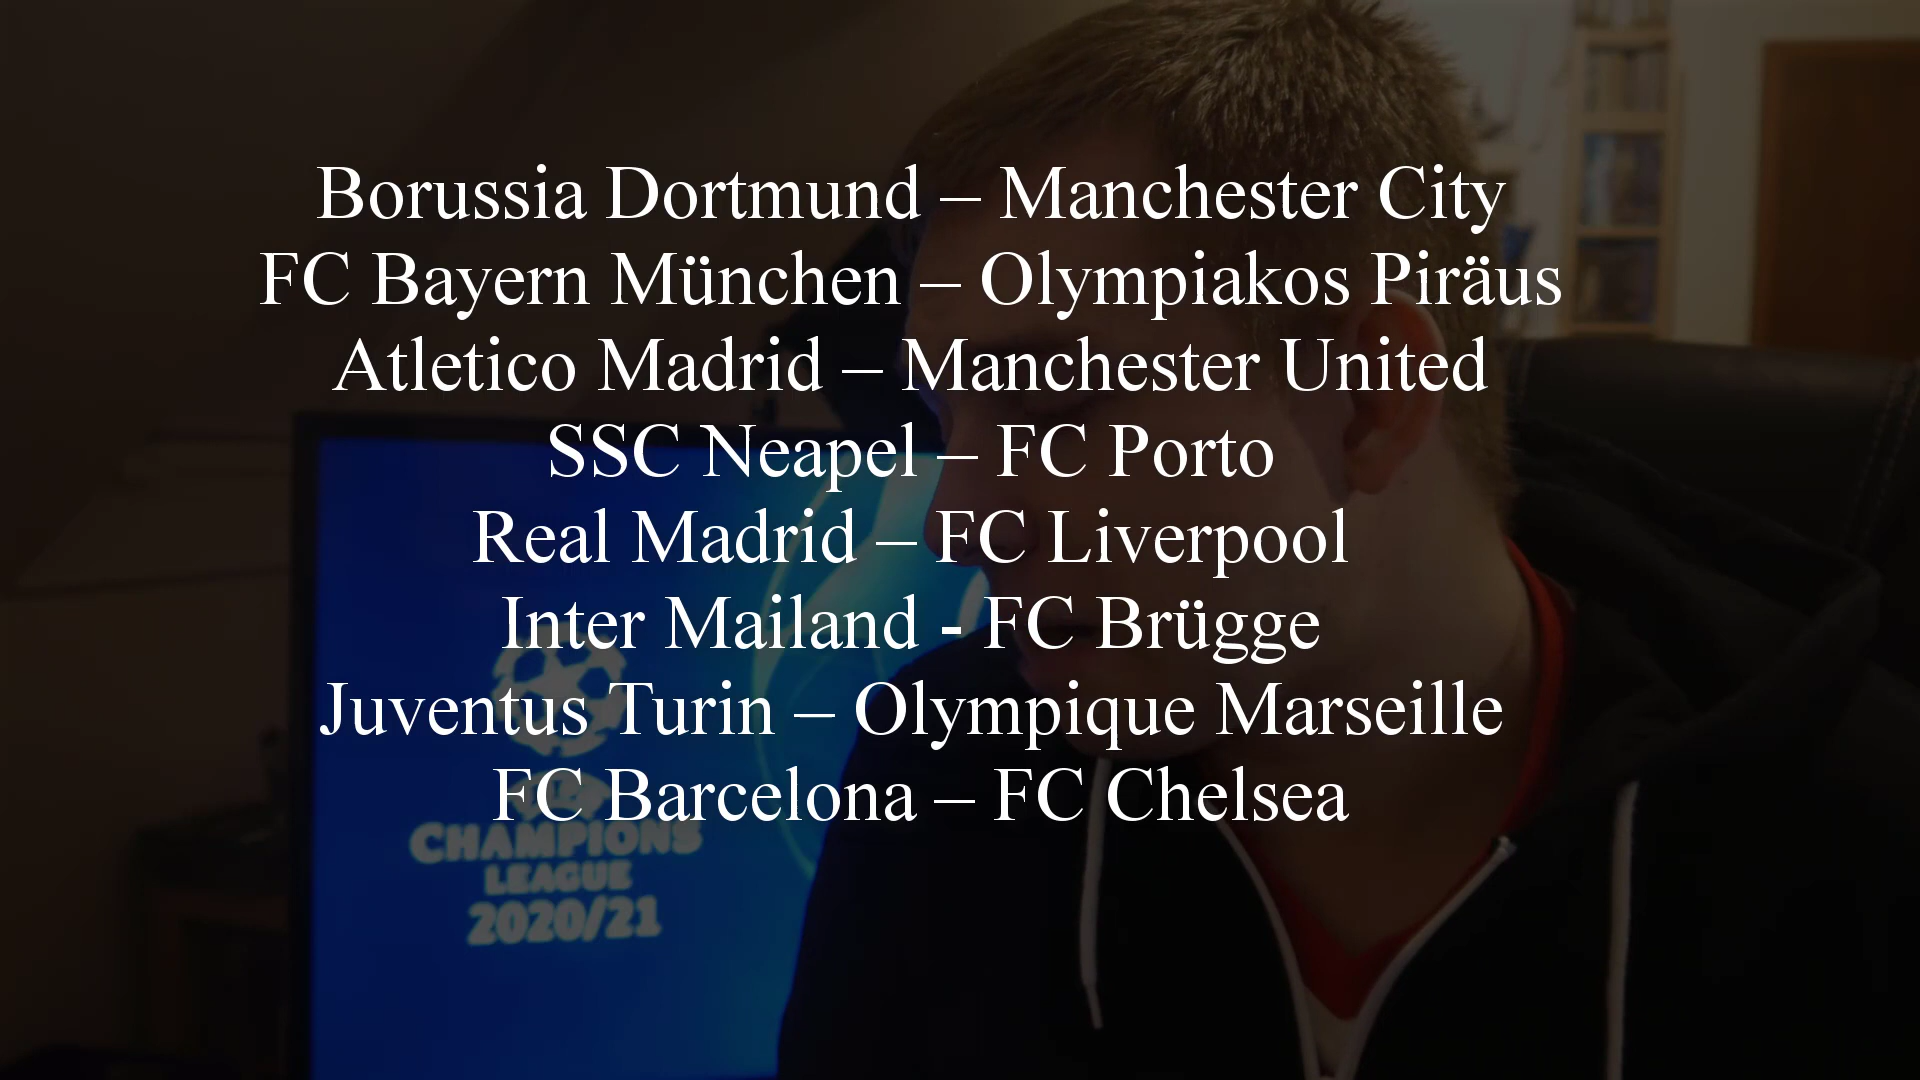 Borussia Dortmund – Manchester City
FC Bayern München – Olympiakos Piräus
Atletico Madrid – Manchester United
SSC Neapel – FC Porto
Real Madrid – FC Liverpool
Inter Mailand - FC Brügge
Juventus Turin – Olympique Marseille
FC Barcelona – FC Chelsea
CHAMPIONS
LEAGUE
2020/21